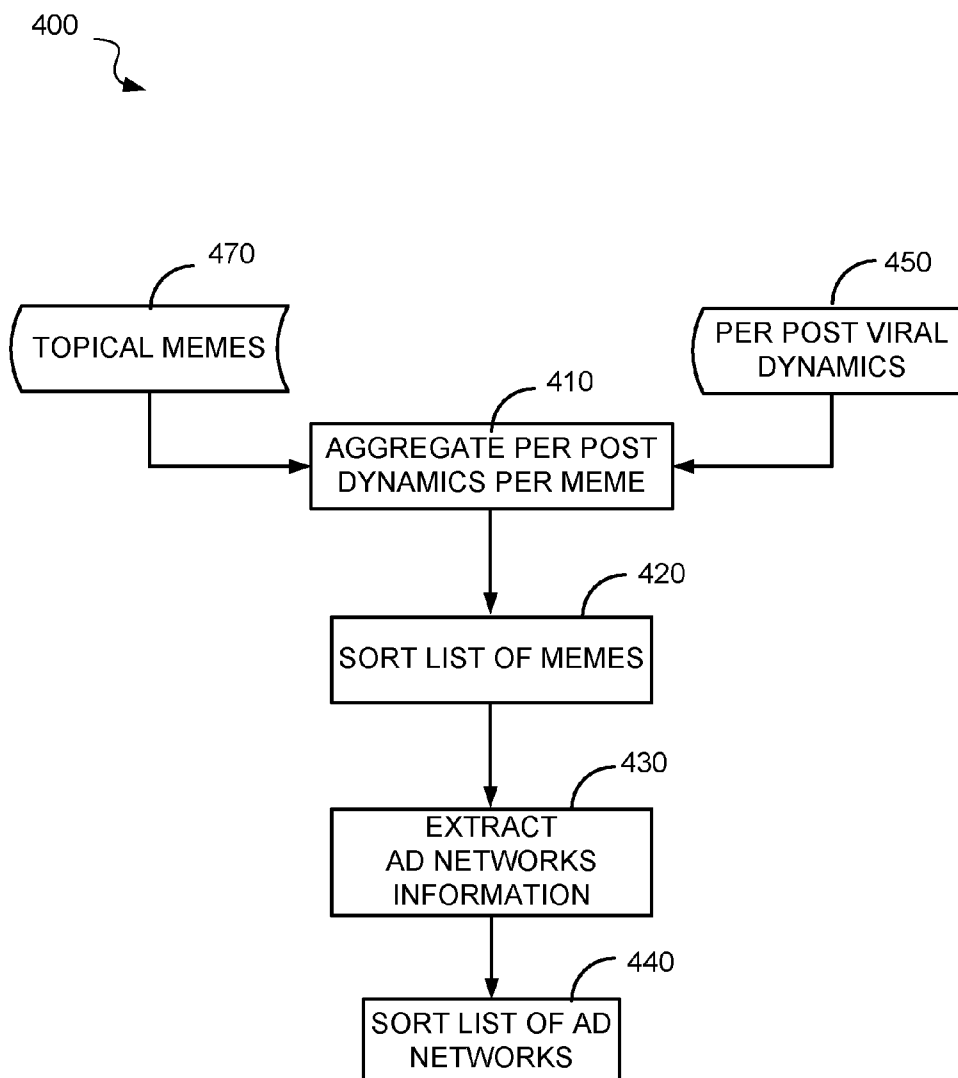 400
470
450
TOPICAL MEMES
PER POST VIRAL
DYNAMICS
410
AGGREGATE PER POST
DYNAMICS PER MEME
420
SORT LIST OF MEMES
430
EXTRACT
AD NETWORKS
INFORMATION
440
SORT LIST OF AD
NETWORKS